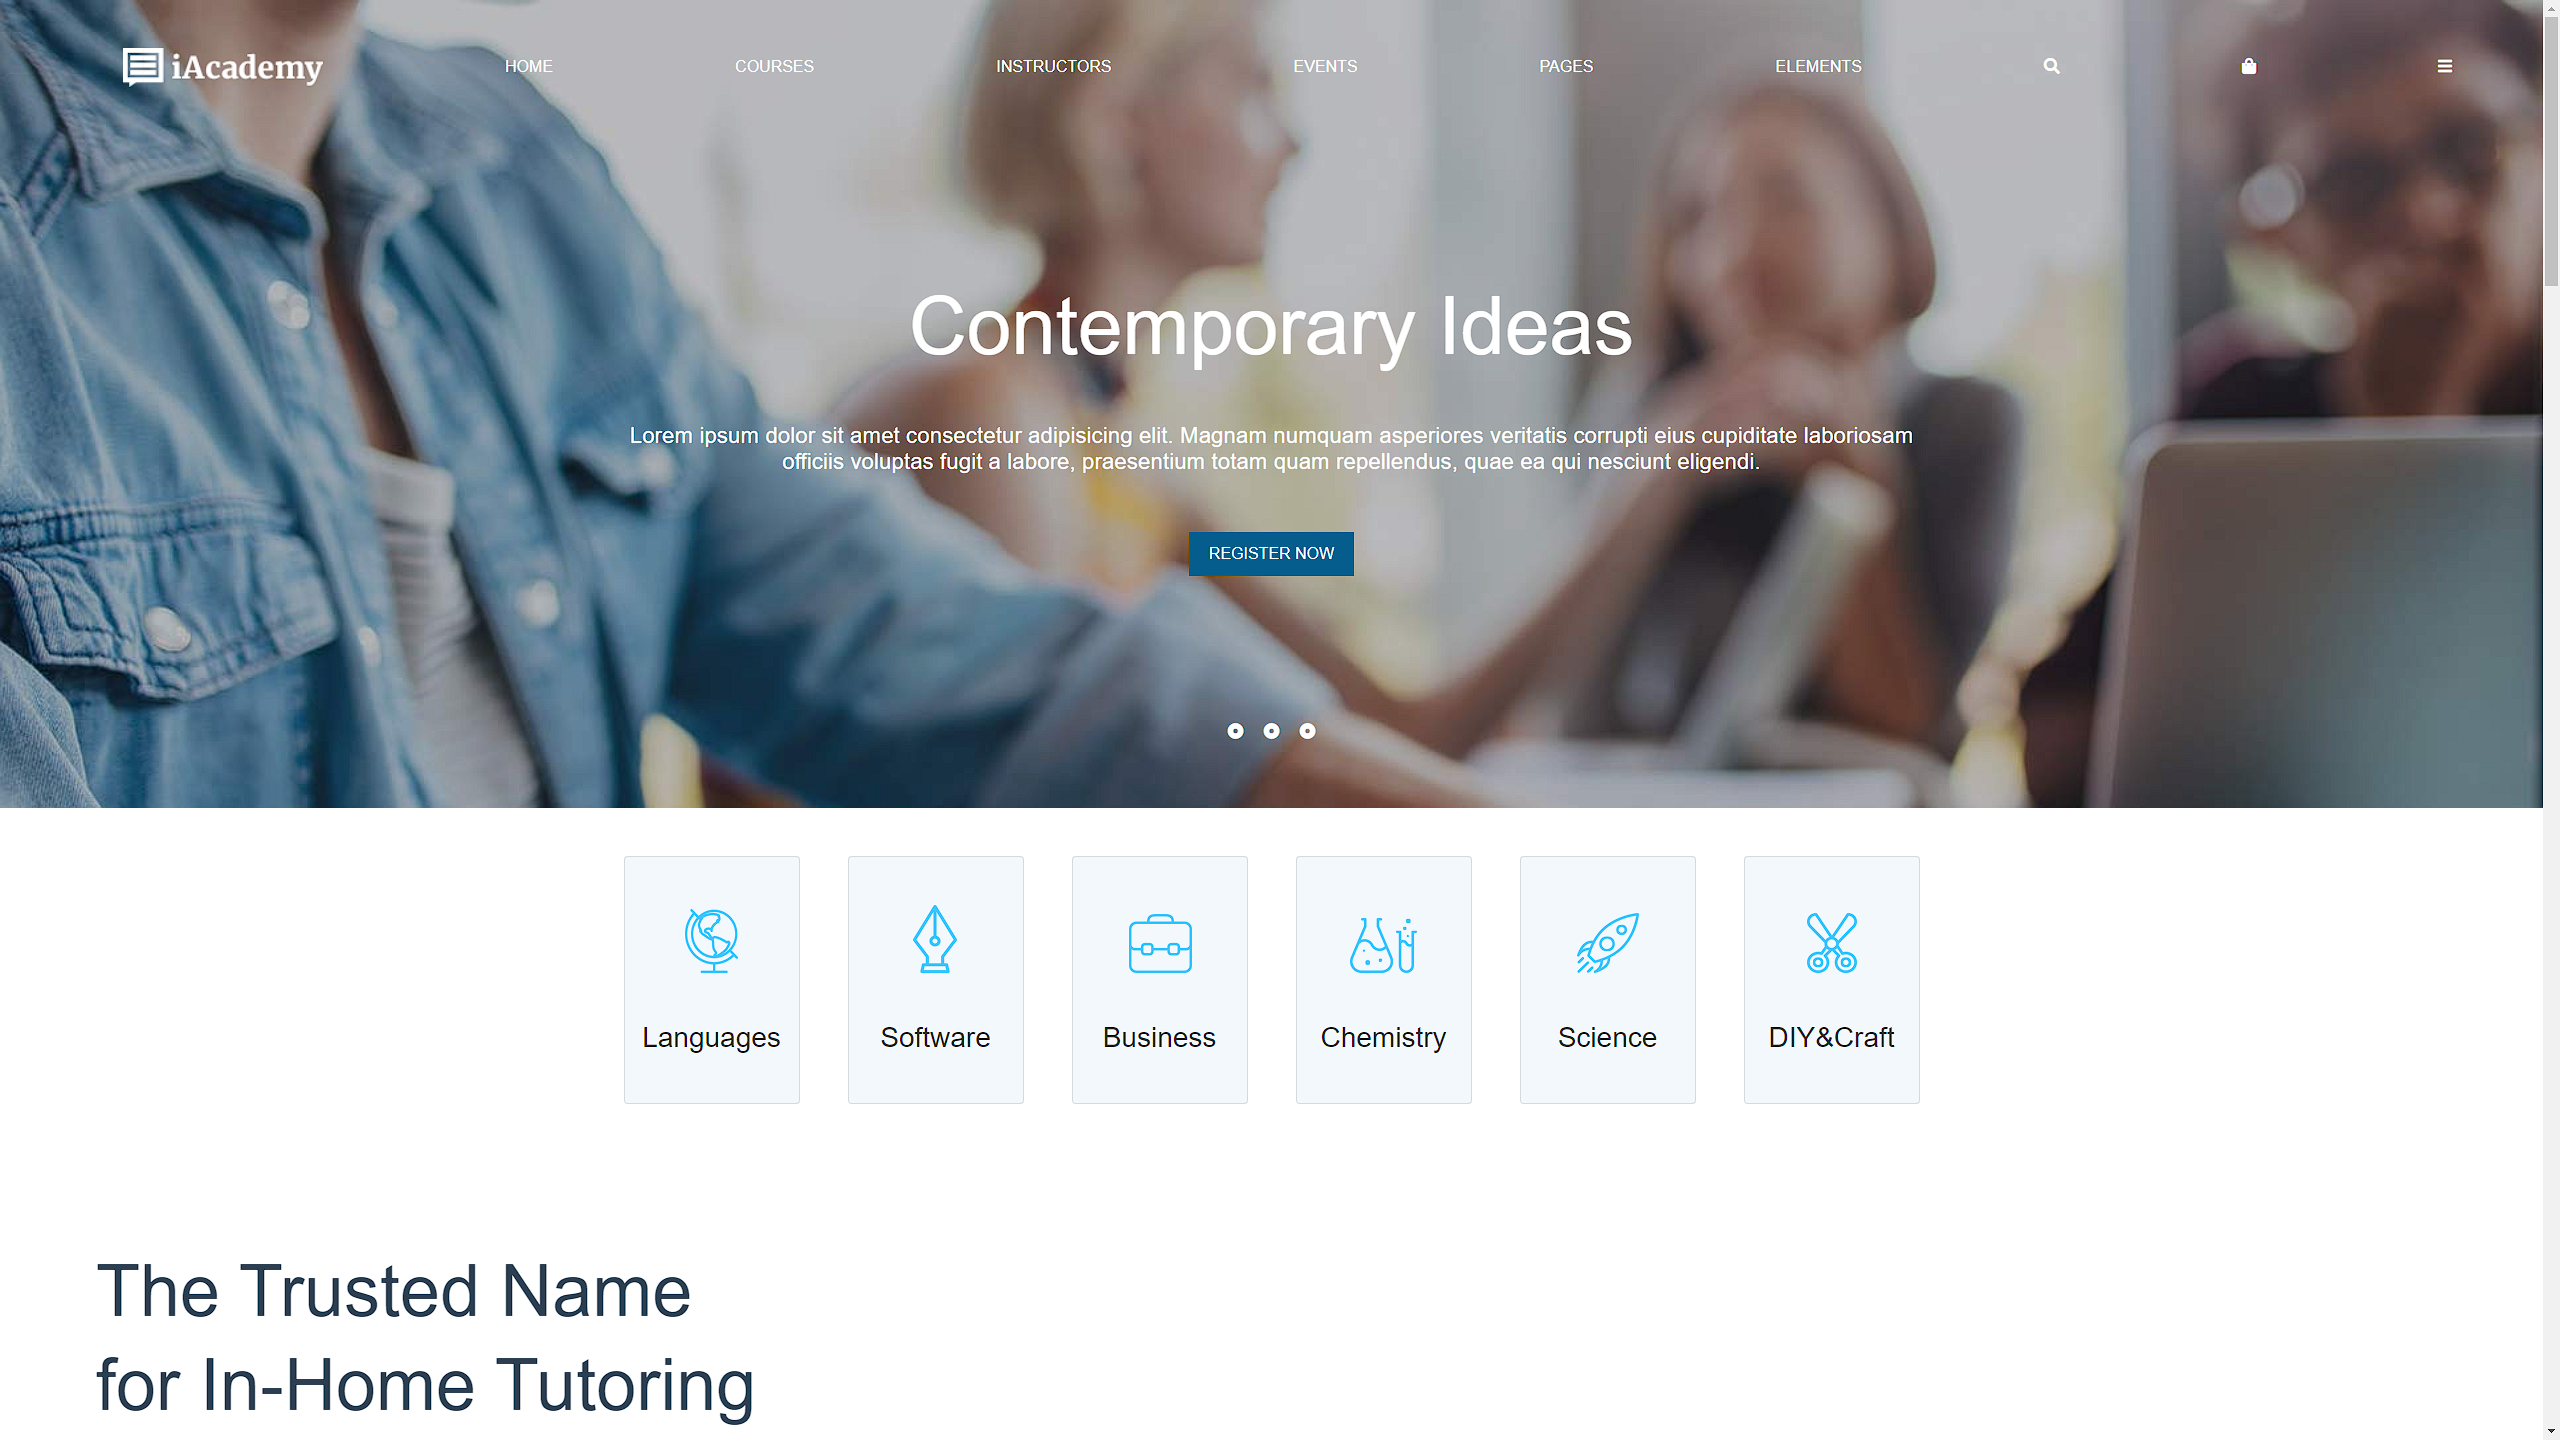 iAcademy
HOME
COURSES
INSTRUCTORS
EVENTS
PAGES
ELEMENTS
Contemporary Ideas
Lorem ipsum dolor sit amet consectetur adipisicing elit. Magnam numquam asperiores veritatis corrupti eius cupiditate laboriosam
officiis voluptas fugit a labore, praesentium totam quam repellendus, quae ea qui nesciunt eligendi.
REGISTER NOW
Languages
Software
Business
Chemistry
Science
DIY&Craft
The Trusted Name
for In-Home Tutoring